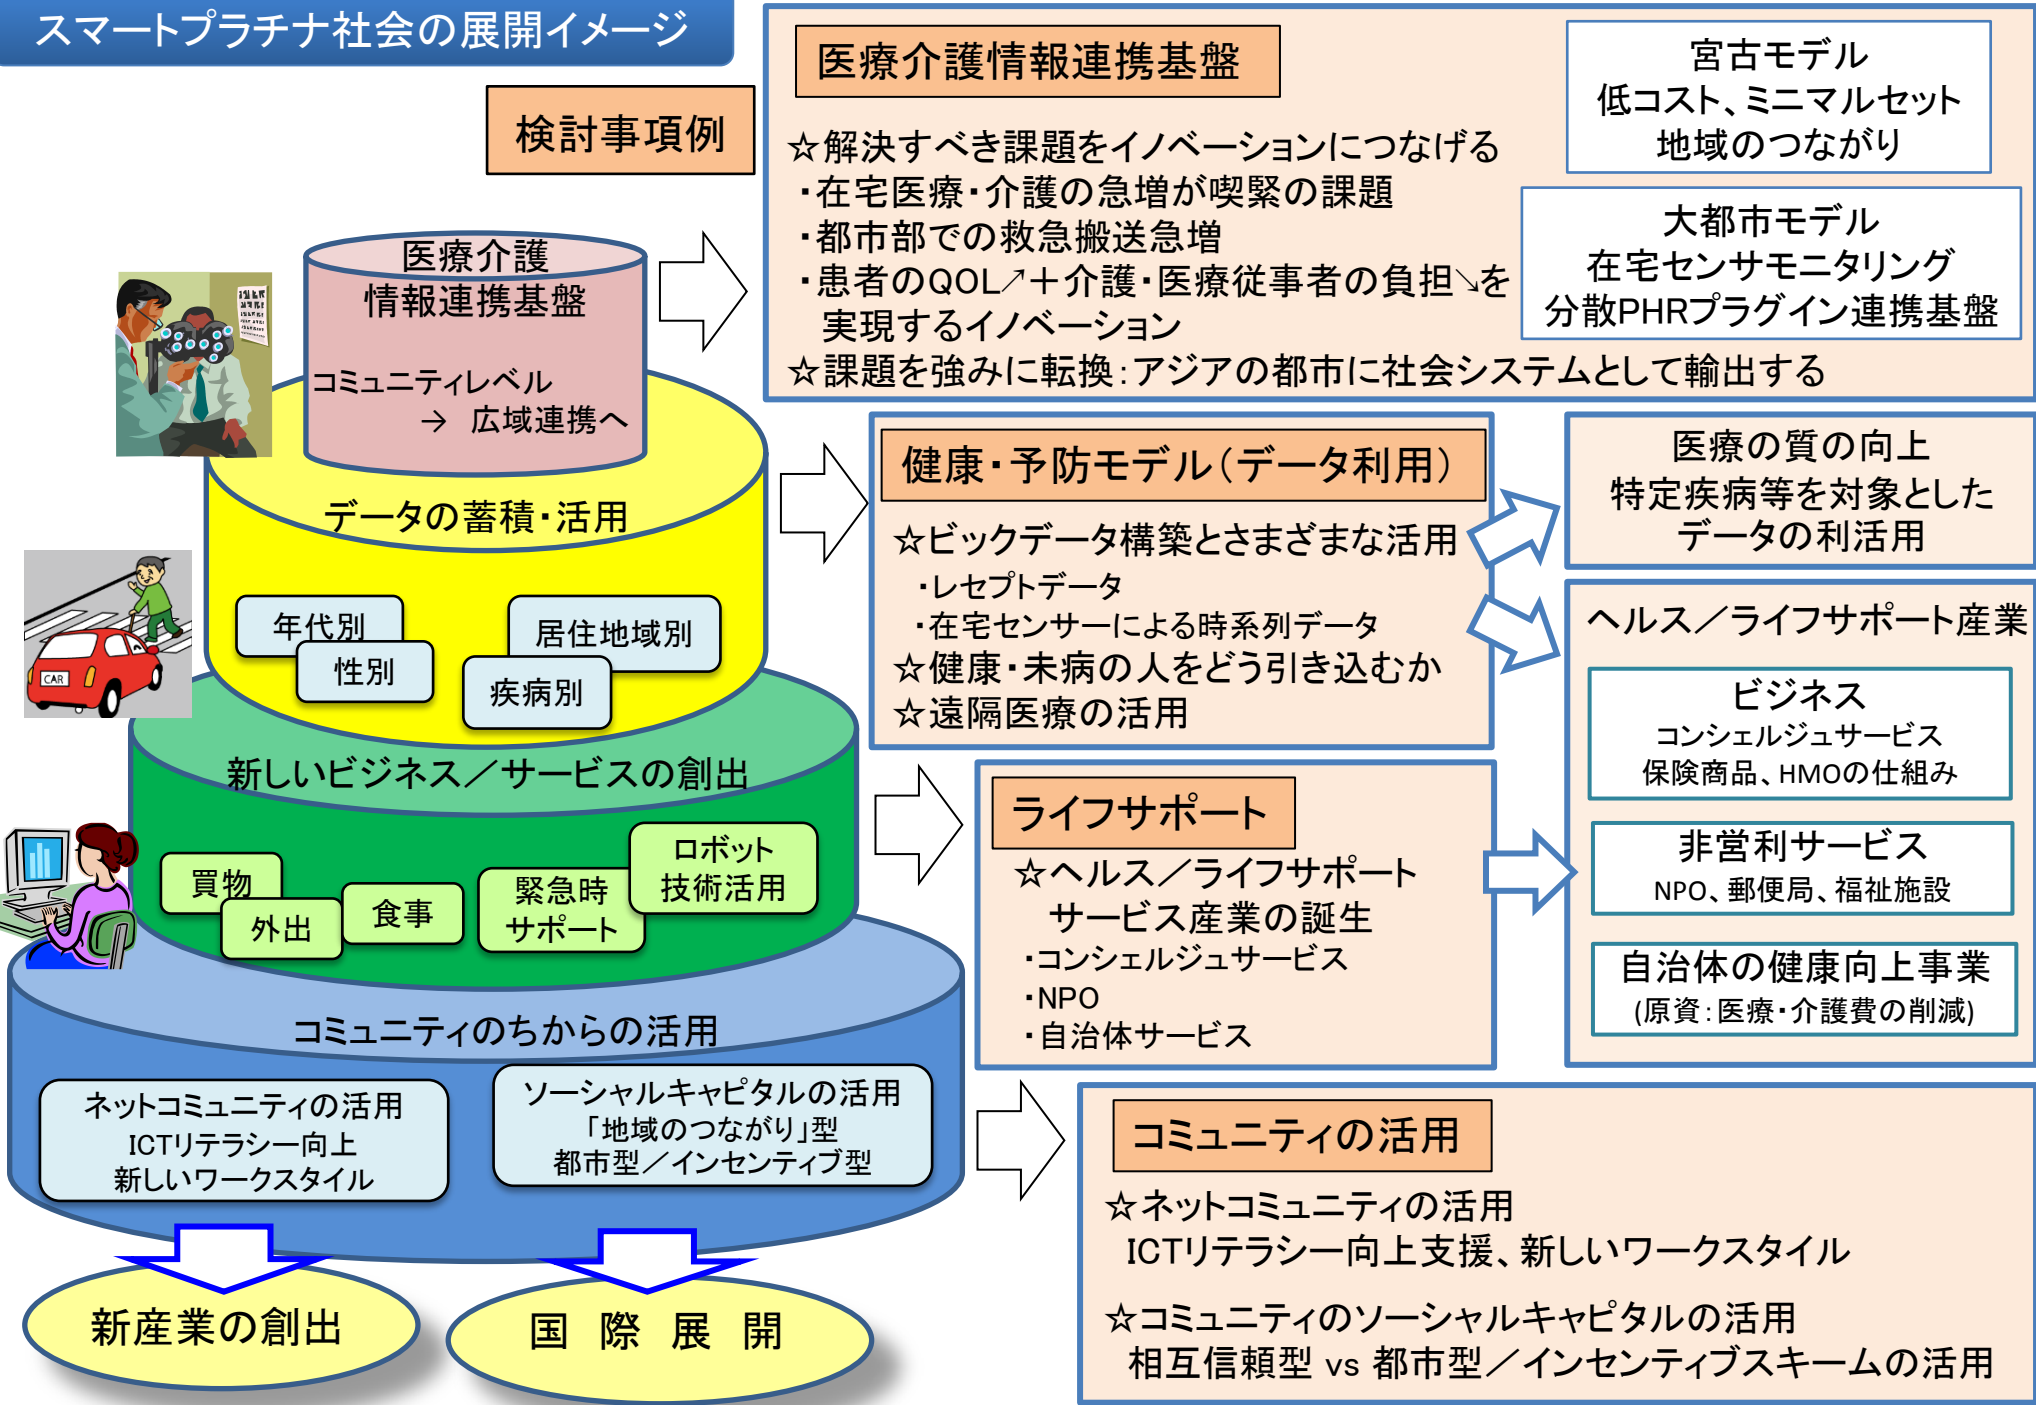 スマートプラチナ社会の展開イメージ
検討事項例
医療介護情報連携基盤
☆解決すべき課題をイノベーションにつなげる
・在宅医療・介護の急増が喫緊の課題
・都市部での救急搬送急増
・患者のQOL↗＋介護・医療従事者の負担↘を
実現するイノベーション
☆課題を強みに転換：アジアの都市に社会システムとして輸出する
宮古モデル
低コスト、ミニマルセット
地域のつながり
大都市モデル
在宅センサモニタリング
分散PHRプラグイン連携基盤
医療介護
情報連携基盤
コミュニティレベル
→ 広域連携へ
データの蓄積・活用
年代別
性別
居住地域別
疾病別
健康・予防モデル（データ利用）
☆ビックデータ構築とさまざまな活用
・レセプトデータ
・在宅センサーによる時系列データ
☆健康・未病の人をどう引き込むか
☆遠隔医療の活用
医療の質の向上
特定疾病等を対象とした
データの利活用
ヘルス／ライフサポート産業
ビジネス
コンシェルジュサービス
保険商品、HMOの仕組み
非営利サービス
NPO、郵便局、福祉施設
自治体の健康向上事業
(原資：医療・介護費の削減)
CAR
新しいビジネス／サービスの創出
買物
外出
食事
緊急時
サポート
ロボット
技術活用
ライフサポート
☆ヘルス／ライフサポート
サービス産業の誕生
・コンシェルジュサービス
・NPO
・自治体サービス
コミュニティのちからの活用
ネットコミュニティの活用
ICTリテラシー向上
新しいワークスタイル
ソーシャルキャピタルの活用
「地域のつながり」型
都市型／インセンティブ型
コミュニティの活用
☆ネットコミュニティの活用
ICTリテラシー向上支援、新しいワークスタイル
☆コミュニティのソーシャルキャピタルの活用
相互信頼型 vs 都市型／インセンティブスキームの活用
新産業の創出
国 際 展 開